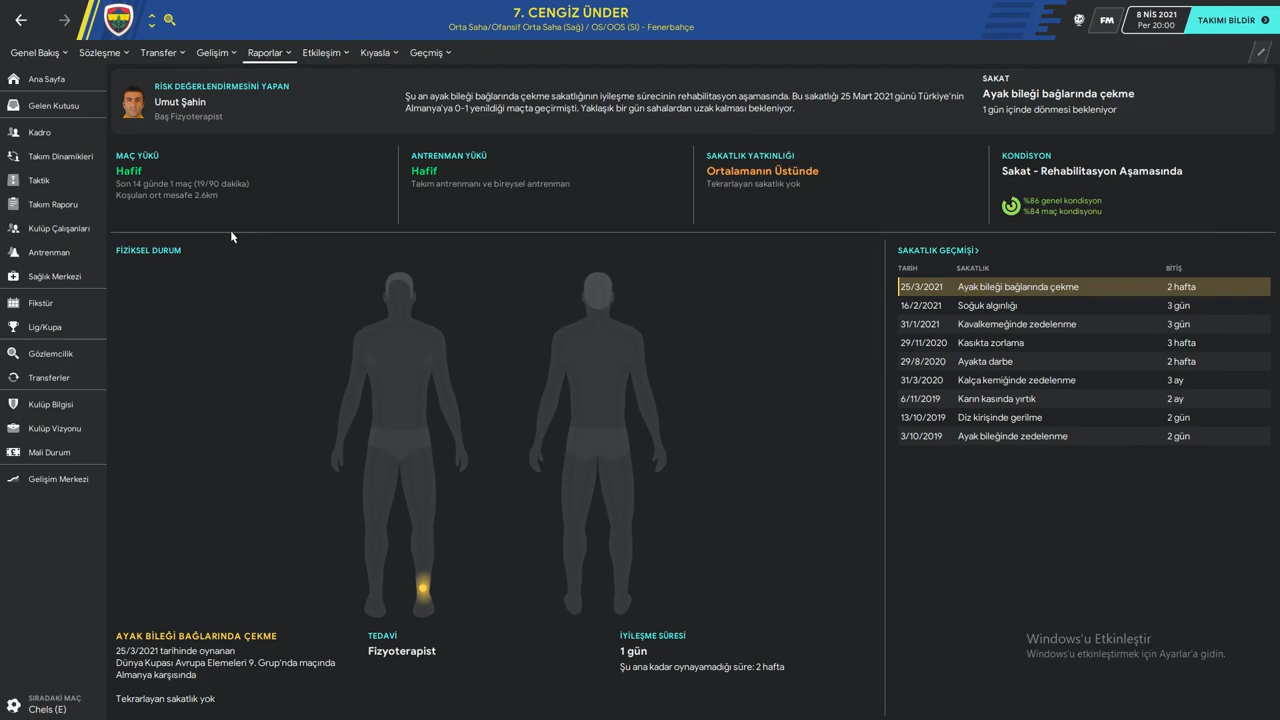 7. CENGİZ ÜNDER
Orta Saha/Ofansif Orta Saha (Sağ) / OS/OOS (Sl) - Fenerbahçe
FM
8 NİS 2021
Per 20:00
TAKIMI BİLDİR
Genel Bakış
Sözleşme
Transfer
Gelişim
Raporlar
Etkileşim
Kıyasla
Geçmiş
Ana Sayfa
Gelen Kutusu
Kadro
Takım Dinamikleri
Taktik
Takım Raporu
Kulüp Çalışanları
Antrenman
Sağlık Merkezi
Fikstür
Lig/Kupa
Gözlemcilik
Transferler
Kulüp Bilgisi
Kulüp Vizyonu
Mali Durum
Gelişim Merkezi
SIRADAKİ MAÇ
Chels (E)
RİSK DEĞERLENDİRMESİNİ YAPAN
Umut Şahin
Baş Fizyoterapist
Şu an ayak bileği bağlarında çekme sakatlığının iyileşme sürecinin rehabilitasyon aşamasında. Bu sakatlığı 25 Mart 2021 günü Türkiye'nin
Almanya'ya 0-1 yenildiği maçta geçirmişti. Yaklaşık bir gün sahalardan uzak kalması bekleniyor.
SAKAT
Ayak bileği bağlarında çekme
1 gün içinde dönmesi bekleniyor
MAÇ YÜKÜ
Hafif
Son 14 günde 1 maç (19/90 dakika)
Koşulan ort mesafe 2.6km
ANTRENMAN YÜKÜ
Hafif
Takım antrenmanı ve bireysel antrenman
SAKATLIK YATKINLIĞI
Ortalamanın Üstünde
Tekrarlayan sakatlık yok
KONDİSYON
Sakat - Rehabilitasyon Aşamasında
%86 genel kondisyon
%84 maç kondisyonu
FİZİKSEL DURUM
SAKATLIK GEÇMİŞİ>
TARİH SAKATLIK BİTİŞ
25/3/2021 Ayak bileği bağlarında çekme 2 hafta
16/2/2021 Soğuk algınlığı 3 gün
31/1/2021 Kavalkemeğinde zedelenme 3 gün
29/11/2020 Kasıkta zorlama 3 hafta
29/8/2020 Ayakta darbe 2 hafta
31/3/2020 Kalça kemiğinde zedelenme 3 ay
6/11/2019 Karın kasında yırtık 2 ay
13/10/2019 Diz kirişinde gerilme 2 gün
3/10/2019 Ayak bileğinde zedelenme 2 gün
AYAK BİLEĞİ BAĞLARINDA ÇEKME
25/3/2021 tarihinde oynanan
Dünya Kupası Avrupa Elemeleri 9. Grup'nda maçında
Almanya karşısında
Tekrarlayan sakatlık yok
TEDAVİ
Fizyoterapist
İYİLEŞME SÜRESİ
1 gün
Şu ana kadar oynayamadığı süre: 2 hafta
Windows'u Etkinleştir
Windows'u etkinleştirmek için Ayarlar'a gidin.